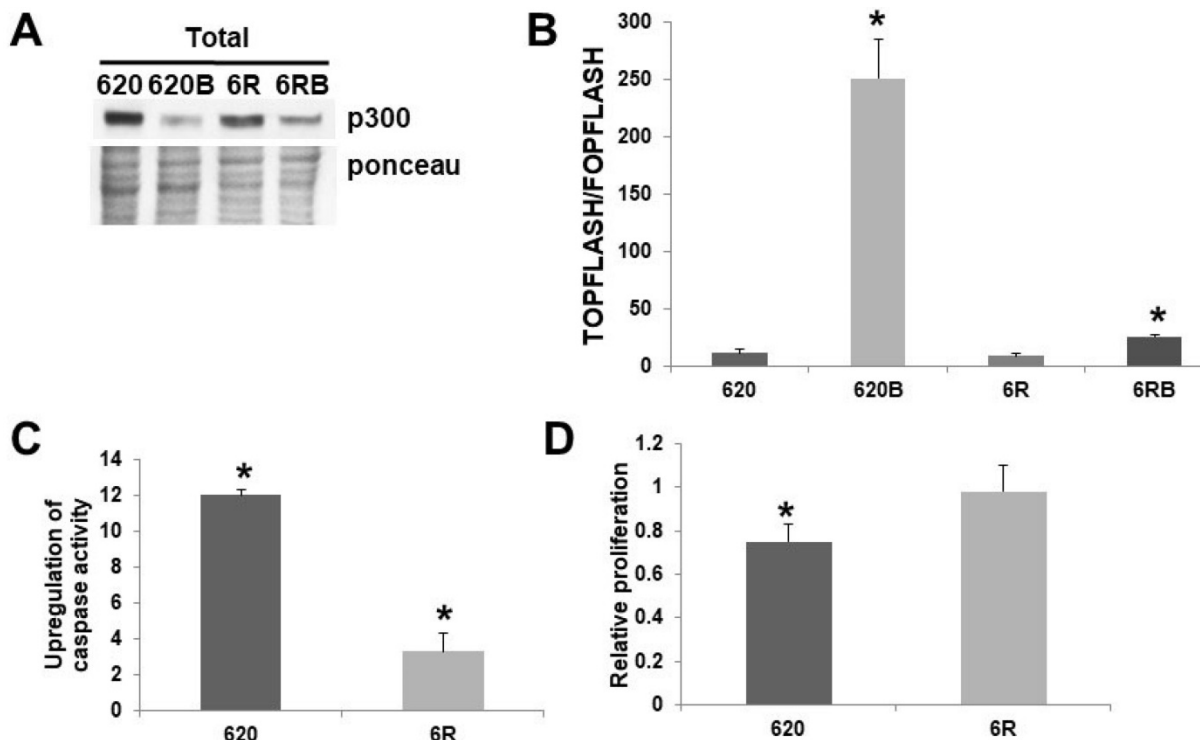 A
Total
620 620B 6R 6RB
p300
ponceau
B
TOPFLASH/FOPFLASH
300
250
200
150
100
50
0
*
*
620 620B 6R 6RB
C
Upregulation of
caspase activity
14
12
10
8
6
4
2
0
*
*
620 6R
D
Relative proliferation
1.2
1
0.8
0.6
0.4
0.2
0
*
620 6R